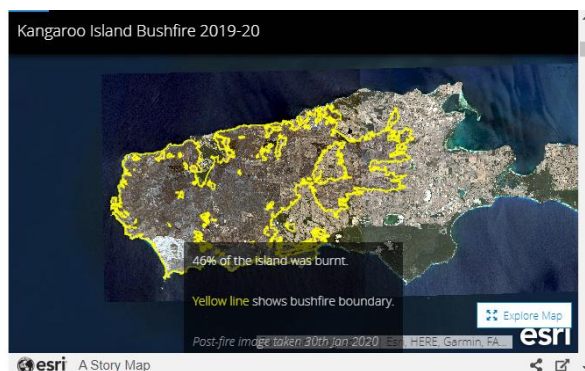 Kangaroo Island Bushfire 2019-20
46% of the island was burnt.
Yellow line shows bushfire boundary.
Explore Map
Post-fire image taken 30th Jan 2020
Esri, HERE, Garmin, FA...
esri
esri A Story Map